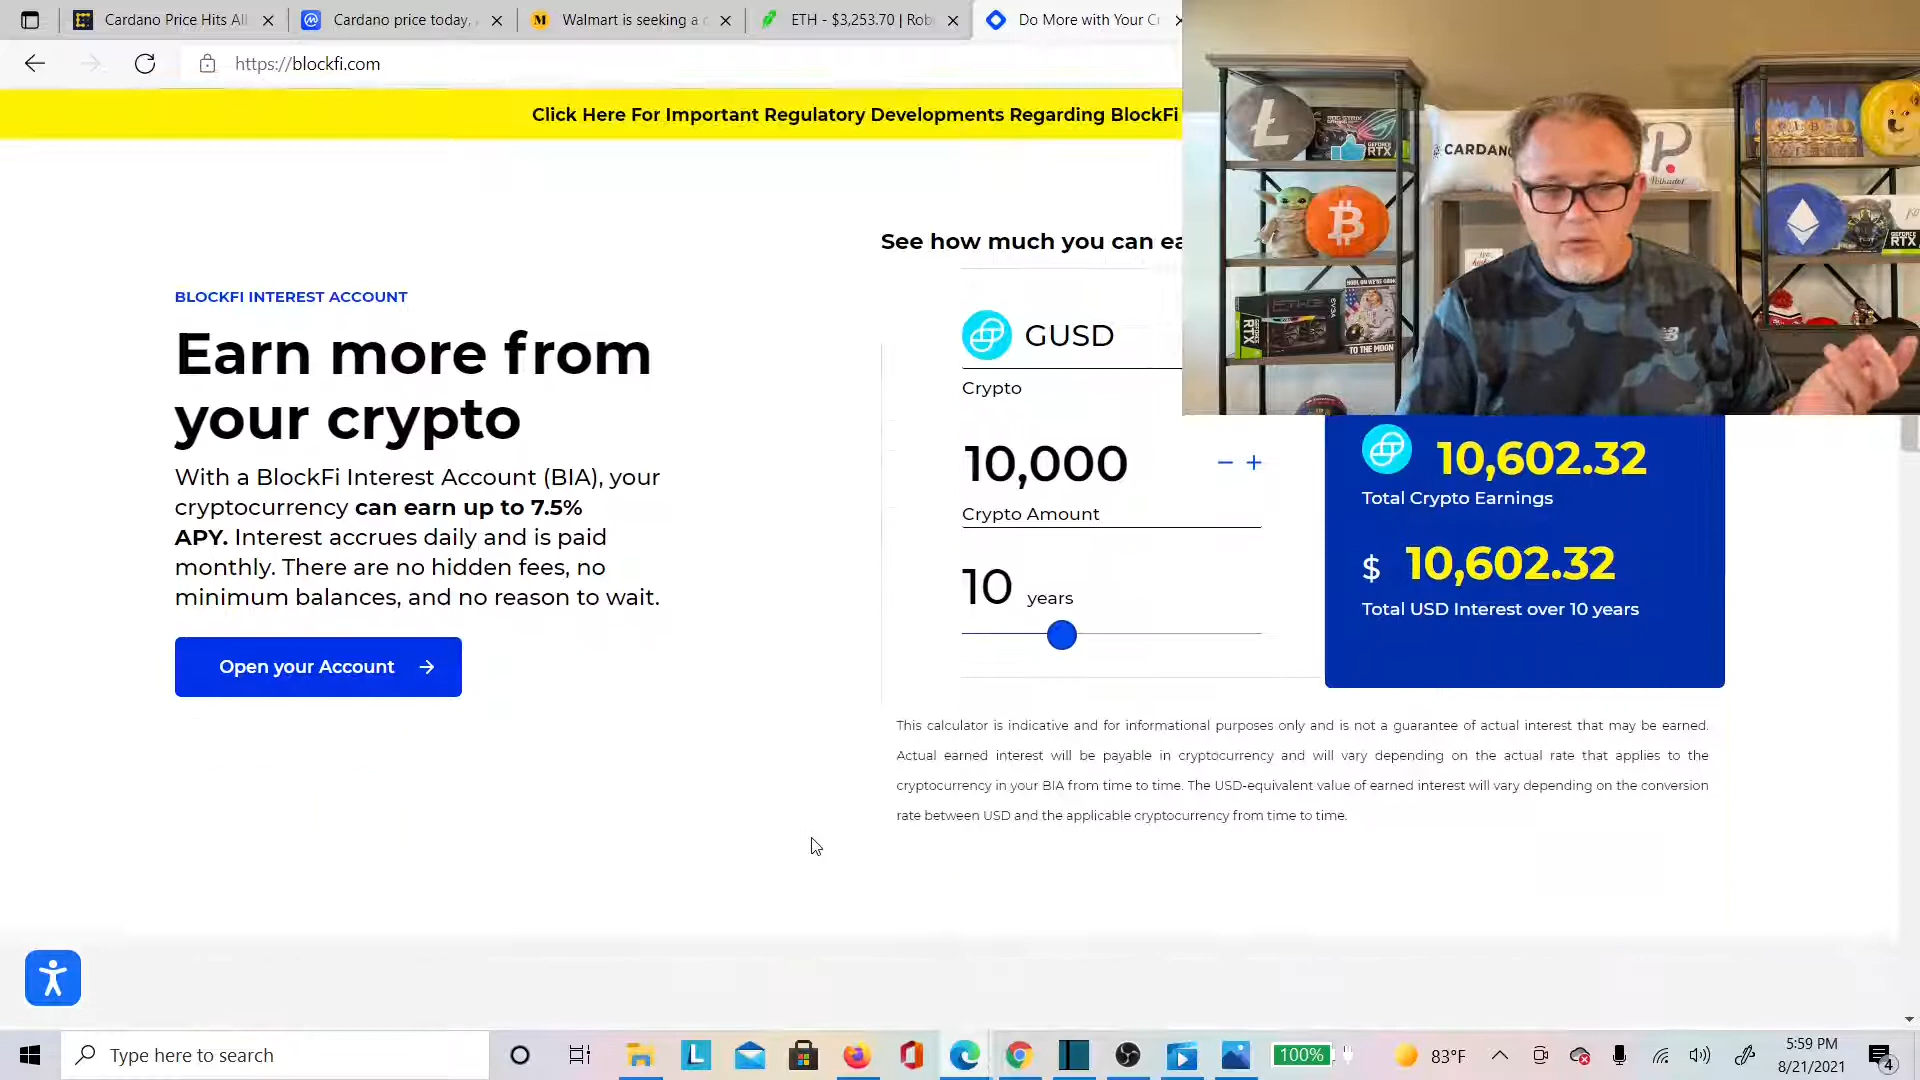 Cardano Price Hits All
Cardano price today,
Walmart is seeking a c
ETH - $3,253.70 | Rob
Do More with Your C
https://blockfi.com
Click Here For Important Regulatory Developments Regarding BlockFi
BLOCKFI INTEREST ACCOUNT
Earn more from
your crypto
With a BlockFi Interest Account (BIA), your
cryptocurrency can earn up to 7.5%
APY. Interest accrues daily and is paid
monthly. There are no hidden fees, no
minimum balances, and no reason to wait.
Open your Account
See how much you can ea
GUSD
Crypto
10,000
Crypto Amount
10 years
10,602.32
Total Crypto Earnings
$ 10,602.32
Total USD Interest over 10 years
This calculator is indicative and for informational purposes only and is not a guarantee of actual interest that may be earned.
Actual earned interest will be payable in cryptocurrency and will vary depending on the actual rate that applies to the
cryptocurrency in your BIA from time to time. The USD-equivalent value of earned interest will vary depending on the conversion
rate between USD and the applicable cryptocurrency from time to time.
CARDANO
Polkadot
GEFORCE
RTX
GEFORCE
RTX
RTX
EVGA
TO THE MOON
Type here to search
100%
83°F
5:59 PM
8/21/2021
4